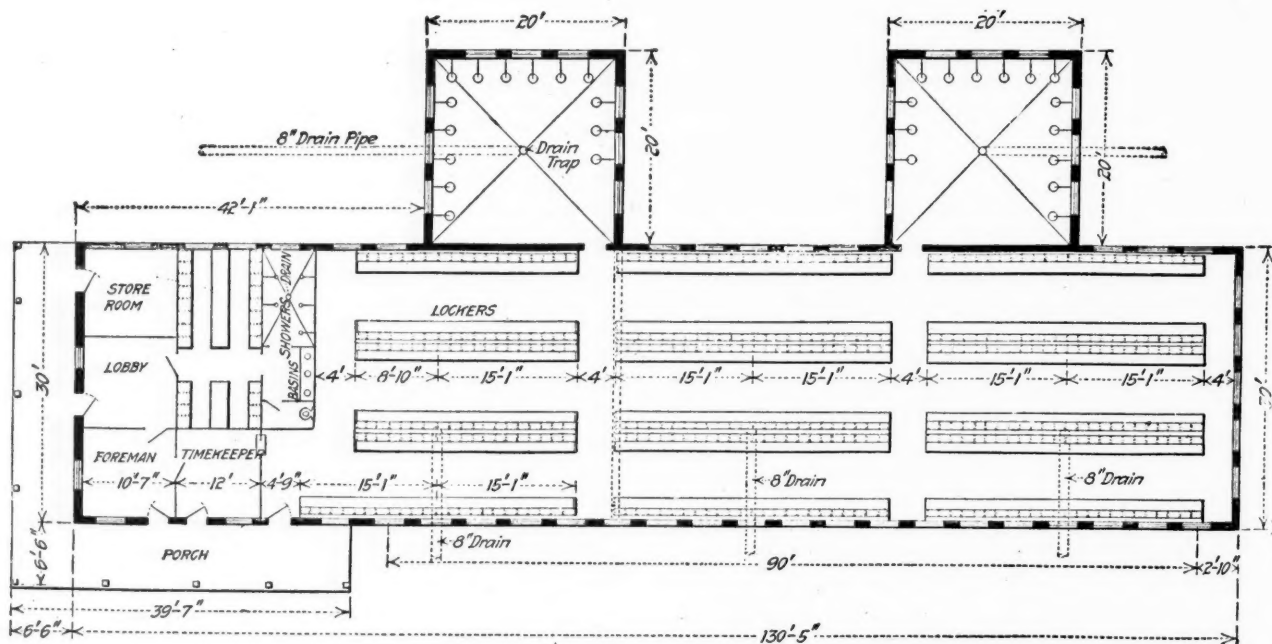 20'
20'
8" Drain Pipe
Drain
Trap
20'
20'
42'-1"
STORE
ROOM
DRAIN
SHOWERS
LOCKERS
LOBBY
BASINS
4'
8'-10"
15'-1"
4'
15'-1"
15'-1"
4'
15'-1"
15'-1"
4'
30'
FOREMAN
TIMEKEEPER
10'-7"
12'
4'-9"
15'-1"
15'-1"
8" Drain
8" Drain
PORCH
8" Drain
6'-6"
90'
2'-10"
39'-7"
6'-6"
130'-5"